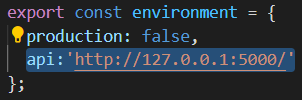 export const environment = {
production: false,
api:'http://127.0.0.1:5000/'
};